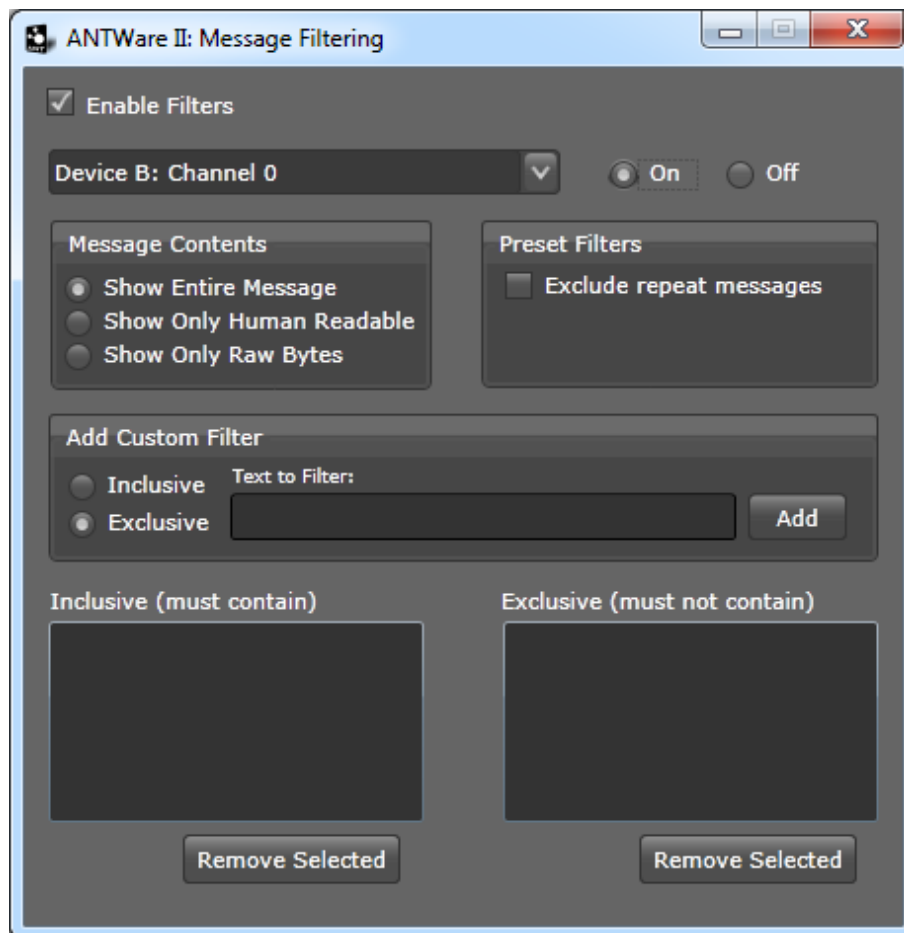 ANTWare II: Message Filtering
Enable Filters
Device B: Channel 0
On
Off
Message Contents
Show Entire Message
Show Only Human Readable
Show Only Raw Bytes
Preset Filters
Exclude repeat messages
Add Custom Filter
Inclusive
Exclusive
Text to Filter:
Add
Inclusive (must contain)
Exclusive (must not contain)
Remove Selected
Remove Selected